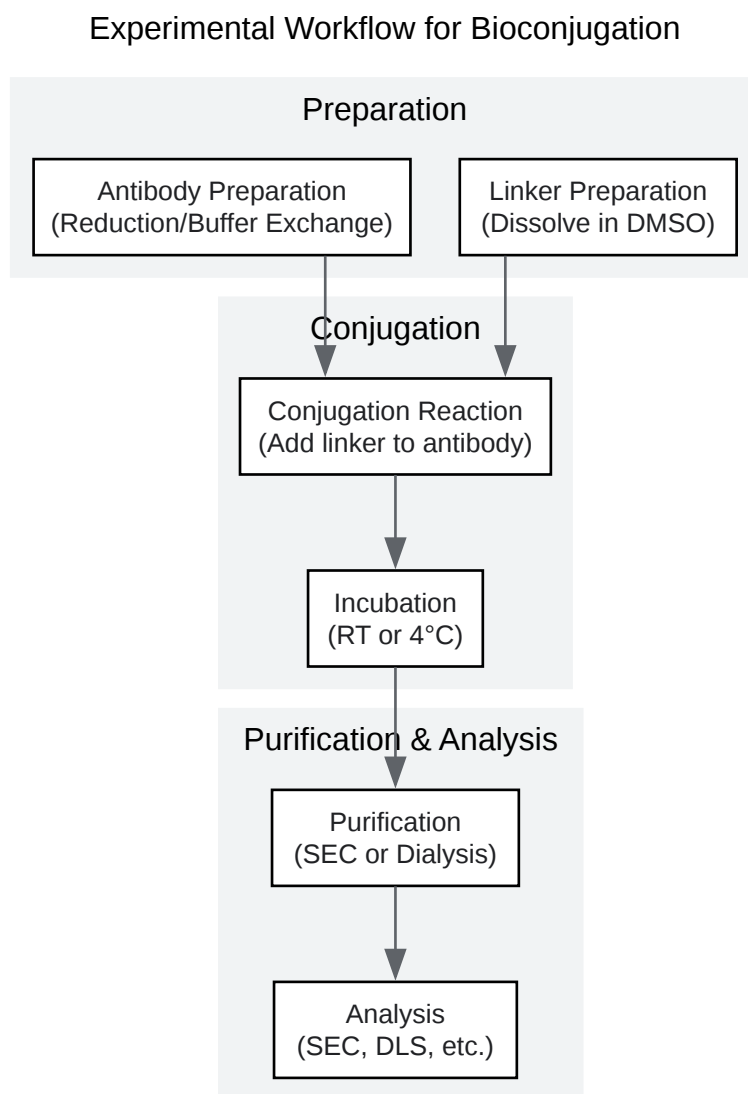 Experimental Workflow for Bioconjugation
Preparation
Antibody Preparation
(Reduction/Buffer Exchange)
Linker Preparation
(Dissolve in DMSO)
Conjugation
Conjugation Reaction
(Add linker to antibody)
Incubation
(RT or 4°C)
Purification & Analysis
Purification
(SEC or Dialysis)
Analysis
(SEC, DLS, etc.)